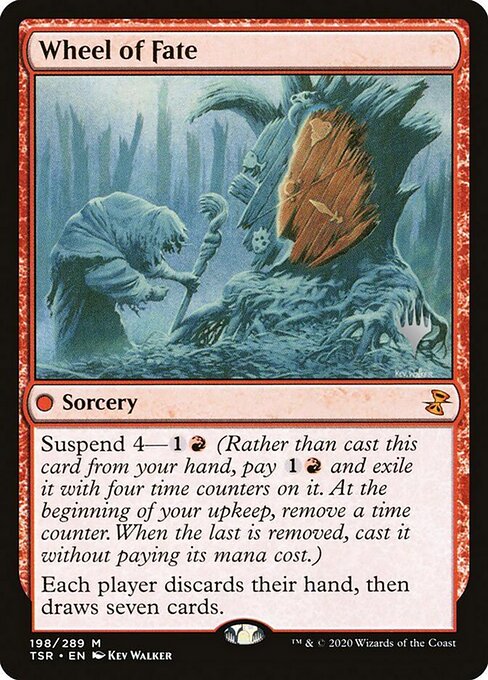 Wheel of Fate
KEV WALKER
Sorcery
Suspend 4—1 (Rather than cast this
card from your hand, pay 1 and exile
it with four time counters on it. At the
beginning of your upkeep, remove a time
counter. When the last is removed, cast it
without paying its mana cost.)
Each player discards their hand, then
draws seven cards.
198/289 M
TSR • EN Kev Walker
™ & © 2020 Wizards of the Coast